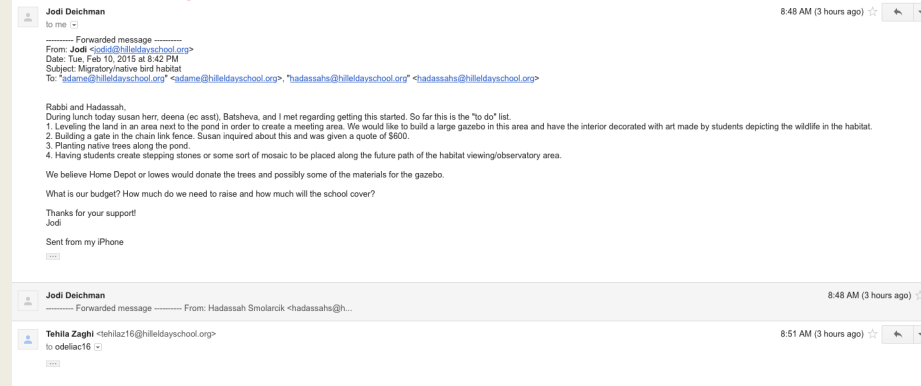 Jodi Deichman
8:48 AM (3 hours ago)
to me
---------- Forwarded message ----------
From: Jodi <jodid@hilleldayschool.org>
Date: Tue, Feb 10, 2015 at 8:42 PM
Subject: Migratory/native bird habitat
To: "adame@hilleldayschool.org" <adame@hilleldayschool.org>, "hadassahs@hilleldayschool.org" <hadassahs@hilleldayschool.org>
Rabbi and Hadassah,
During lunch today susan herr, deena (ec asst), Batsheva, and I met regarding getting this started. So far this is the "to do" list.
1. Leveling the land in an area next to the pond in order to create a meeting area. We would like to build a large gazebo in this area and have the interior decorated with art made by students depicting the wildlife in the habitat.
2. Building a gate in the chain link fence. Susan inquired about this and was given a quote of $600.
3. Planting native trees along the pond.
4. Having students create stepping stones or some sort of mosaic to be placed along the future path of the habitat viewing/observatory area.
We believe Home Depot or lowes would donate the trees and possibly some of the materials for the gazebo.
What is our budget? How much do we need to raise and how much will the school cover?
Thanks for your support!
Jodi
Sent from my iPhone
Jodi Deichman
8:48 AM (3 hours ago)
---------- Forwarded message ---------- From: Hadassah Smolarcik <hadassahs@h...
Tehila Zaghi <tehilaz16@hilleldayschool.org>
8:51 AM (3 hours ago)
to odeliac16